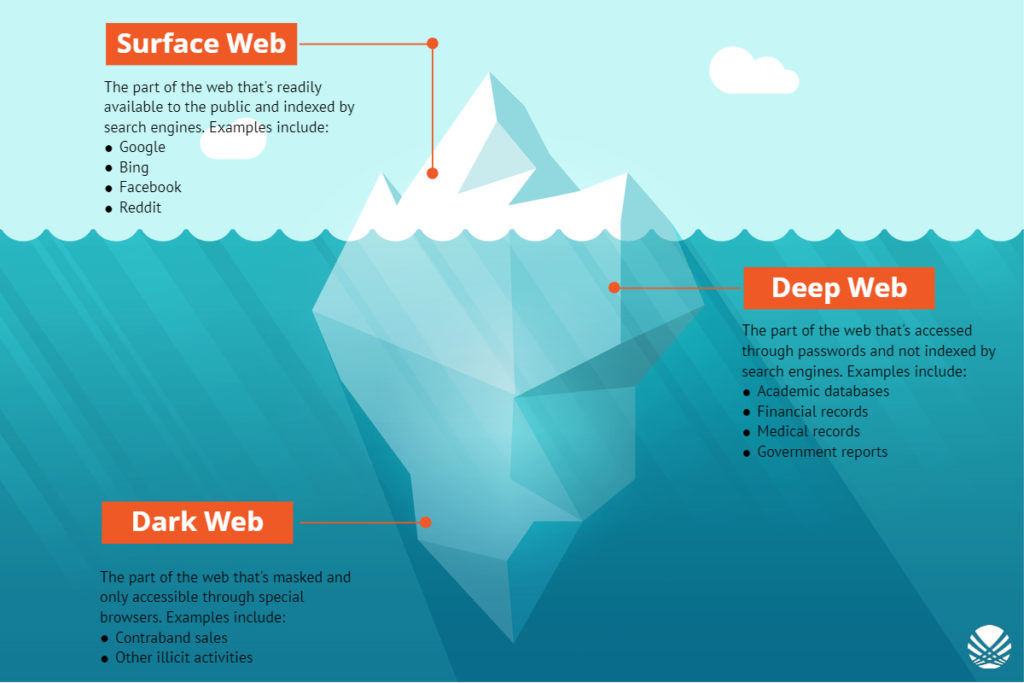 Surface Web
The part of the web that's readily
available to the public and indexed by
search engines. Examples include:
● Google
● Bing
● Facebook
● Reddit
Deep Web
The part of the web that's accessed
through passwords and not indexed by
search engines. Examples include:
● Academic databases
● Financial records
● Medical records
● Government reports
Dark Web
The part of the web that's masked and
only accessible through special
browsers. Examples include:
● Contraband sales
● Other illicit activities